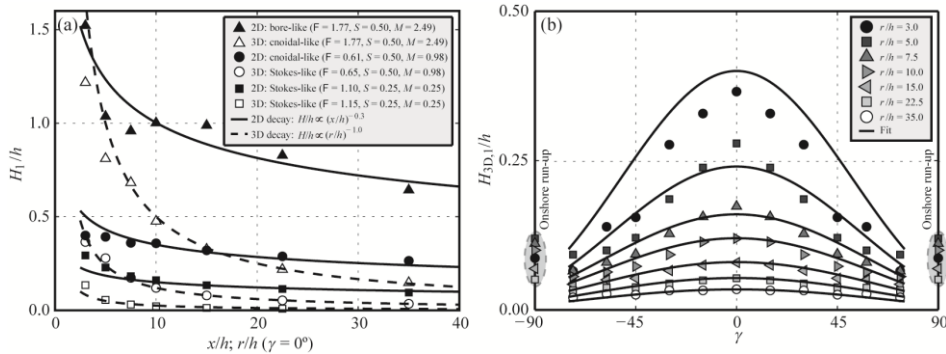 (a)
2D: bore-like (F = 1.77, S = 0.50, M = 2.49)
3D: cnoidal-like (F = 1.77, S = 0.50, M = 2.49)
2D: cnoidal-like (F = 0.61, S = 0.50, M = 0.98)
3D: Stokes-like (F = 0.65, S = 0.50, M = 0.98)
2D: Stokes-like (F = 1.10, S = 0.25, M = 0.25)
3D: Stokes-like (F = 1.15, S = 0.25, M = 0.25)
2D decay: H/h ∝ (x/h)⁻⁰·³
3D decay: H/h ∝ (r/h)⁻¹·⁰
1.5
1.0
0.5
0.0
H₁/h
0
10
20
30
40
x/h; r/h (γ = 0°)
(b)
r/h = 3.0
r/h = 5.0
r/h = 7.5
r/h = 10.0
r/h = 15.0
r/h = 22.5
r/h = 35.0
Fit
0.50
0.25
0.00
H₃D,₁/h
Onshore run-up
Onshore run-up
−90
−45
0
45
90
γ